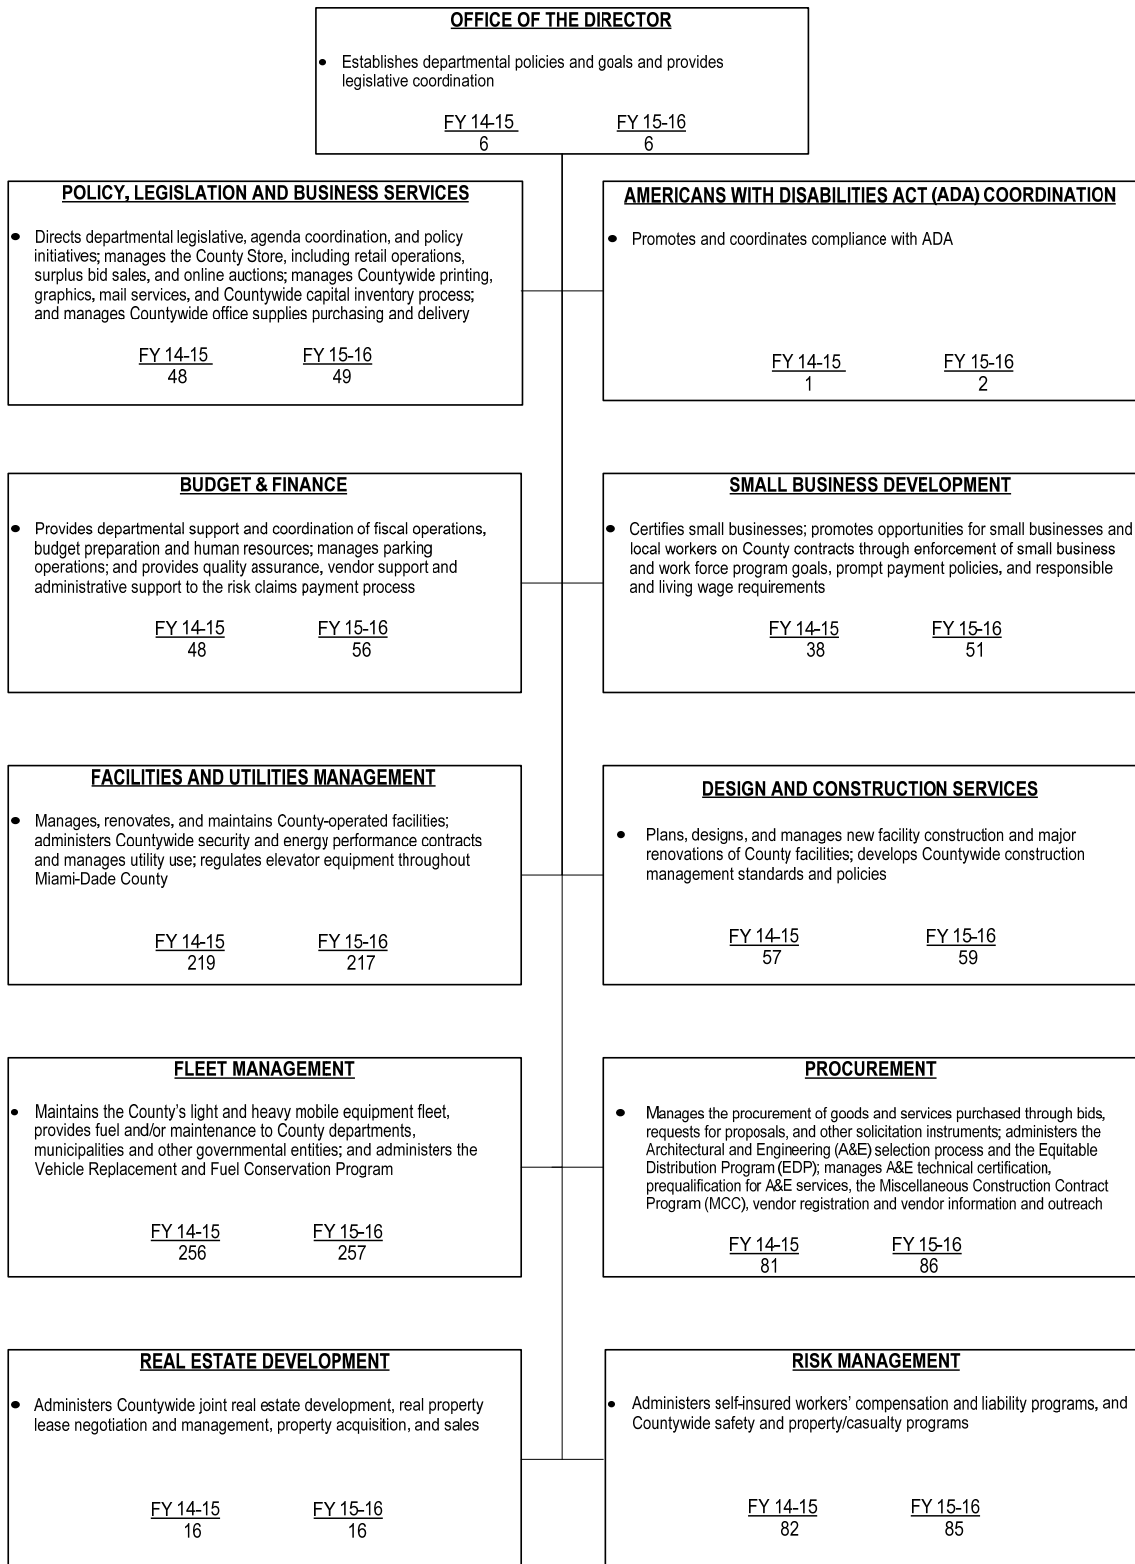 OFFICE OF THE DIRECTOR
• Establishes departmental policies and goals and provides
legislative coordination
FY 14-15 FY 15-16
6 6
POLICY, LEGISLATION AND BUSINESS SERVICES
• Directs departmental legislative, agenda coordination, and policy
initiatives; manages the County Store, including retail operations,
surplus bid sales, and online auctions; manages Countywide printing,
graphics, mail services, and Countywide capital inventory process;
and manages Countywide office supplies purchasing and delivery
FY 14-15 FY 15-16
48 49
AMERICANS WITH DISABILITIES ACT (ADA) COORDINATION
• Promotes and coordinates compliance with ADA
FY 14-15 FY 15-16
1 2
BUDGET & FINANCE
• Provides departmental support and coordination of fiscal operations,
budget preparation and human resources; manages parking
operations; and provides quality assurance, vendor support and
administrative support to the risk claims payment process
FY 14-15 FY 15-16
48 56
SMALL BUSINESS DEVELOPMENT
• Certifies small businesses; promotes opportunities for small businesses and
local workers on County contracts through enforcement of small business
and work force program goals, prompt payment policies, and responsible
and living wage requirements
FY 14-15 FY 15-16
38 51
FACILITIES AND UTILITIES MANAGEMENT
• Manages, renovates, and maintains County-operated facilities;
administers Countywide security and energy performance contracts
and manages utility use; regulates elevator equipment throughout
Miami-Dade County
FY 14-15 FY 15-16
219 217
DESIGN AND CONSTRUCTION SERVICES
• Plans, designs, and manages new facility construction and major
renovations of County facilities; develops Countywide construction
management standards and policies
FY 14-15 FY 15-16
57 59
FLEET MANAGEMENT
• Maintains the County's light and heavy mobile equipment fleet,
provides fuel and/or maintenance to County departments,
municipalities and other governmental entities; and administers the
Vehicle Replacement and Fuel Conservation Program
FY 14-15 FY 15-16
256 257
PROCUREMENT
• Manages the procurement of goods and services purchased through bids,
requests for proposals, and other solicitation instruments; administers the
Architectural and Engineering (A&E) selection process and the Equitable
Distribution Program (EDP); manages A&E technical certification,
prequalification for A&E services, the Miscellaneous Construction Contract
Program (MCC), vendor registration and vendor information and outreach
FY 14-15 FY 15-16
81 86
REAL ESTATE DEVELOPMENT
• Administers Countywide joint real estate development, real property
lease negotiation and management, property acquisition, and sales
FY 14-15 FY 15-16
16 16
RISK MANAGEMENT
• Administers self-insured workers' compensation and liability programs, and
Countywide safety and property/casualty programs
FY 14-15 FY 15-16
82 85